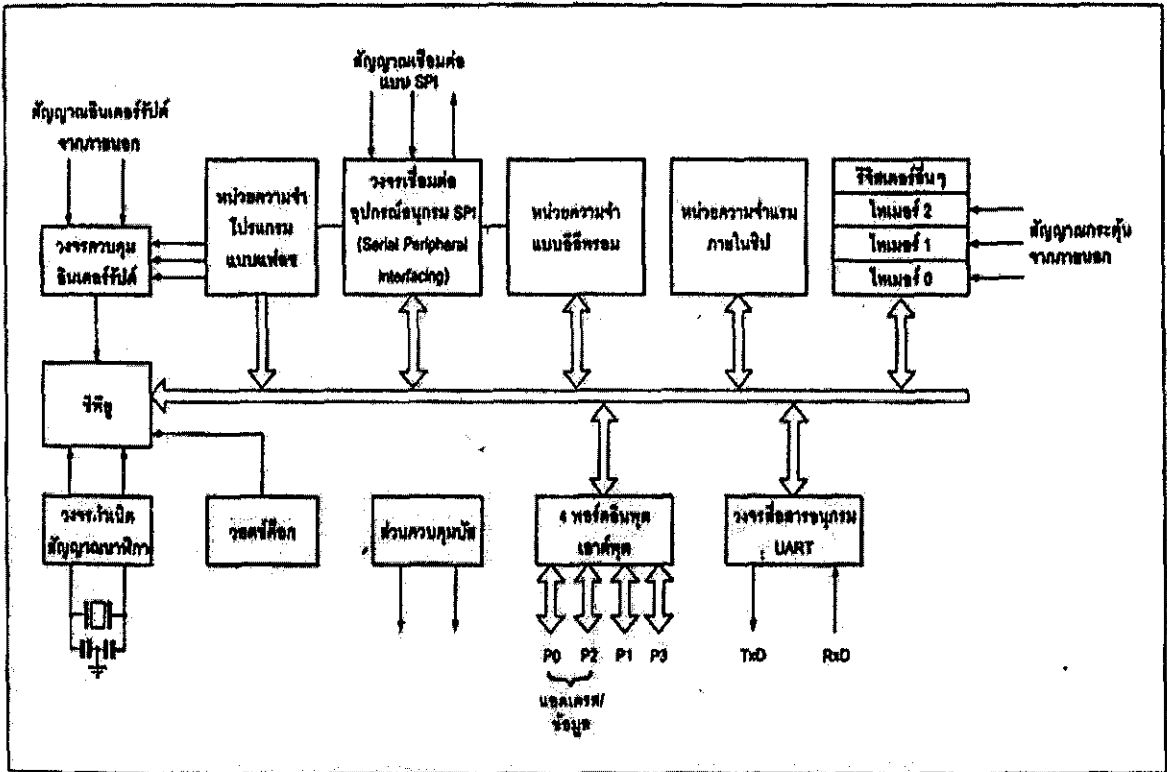 สัญญาณเชื่อมต่อ
แบบ SPI
สัญญาณอินเตอร์รัปต์
จากภายนอก
หน่วยความจำ
โปรแกรม
แบบแฟลช
วงจรเชื่อมต่อ
อุปกรณ์อนุกรม SPI
(Serial Peripheral
Interfacing)
หน่วยความจำ
แบบอีอีพรอม
หน่วยความจำแรม
ภายในชิป
รีจิสเตอร์อื่นๆ
ไทเมอร์ 2
ไทเมอร์ 1
ไทเมอร์ 0
สัญญาณกระตุ้น
จากภายนอก
วงจรควบคุม
อินเตอร์รัปต์
ซีพียู
วงจรกำเนิด
สัญญาณนาฬิกา
วอตช์ด็อก
ส่วนควบคุมบัส
4 พอร์ตอินพุต
เอาต์พุต
วงจรสื่อสารอนุกรม
UART
P0
P2
P1
P3
TxD
RxD
แอดเดรส/
ข้อมูล